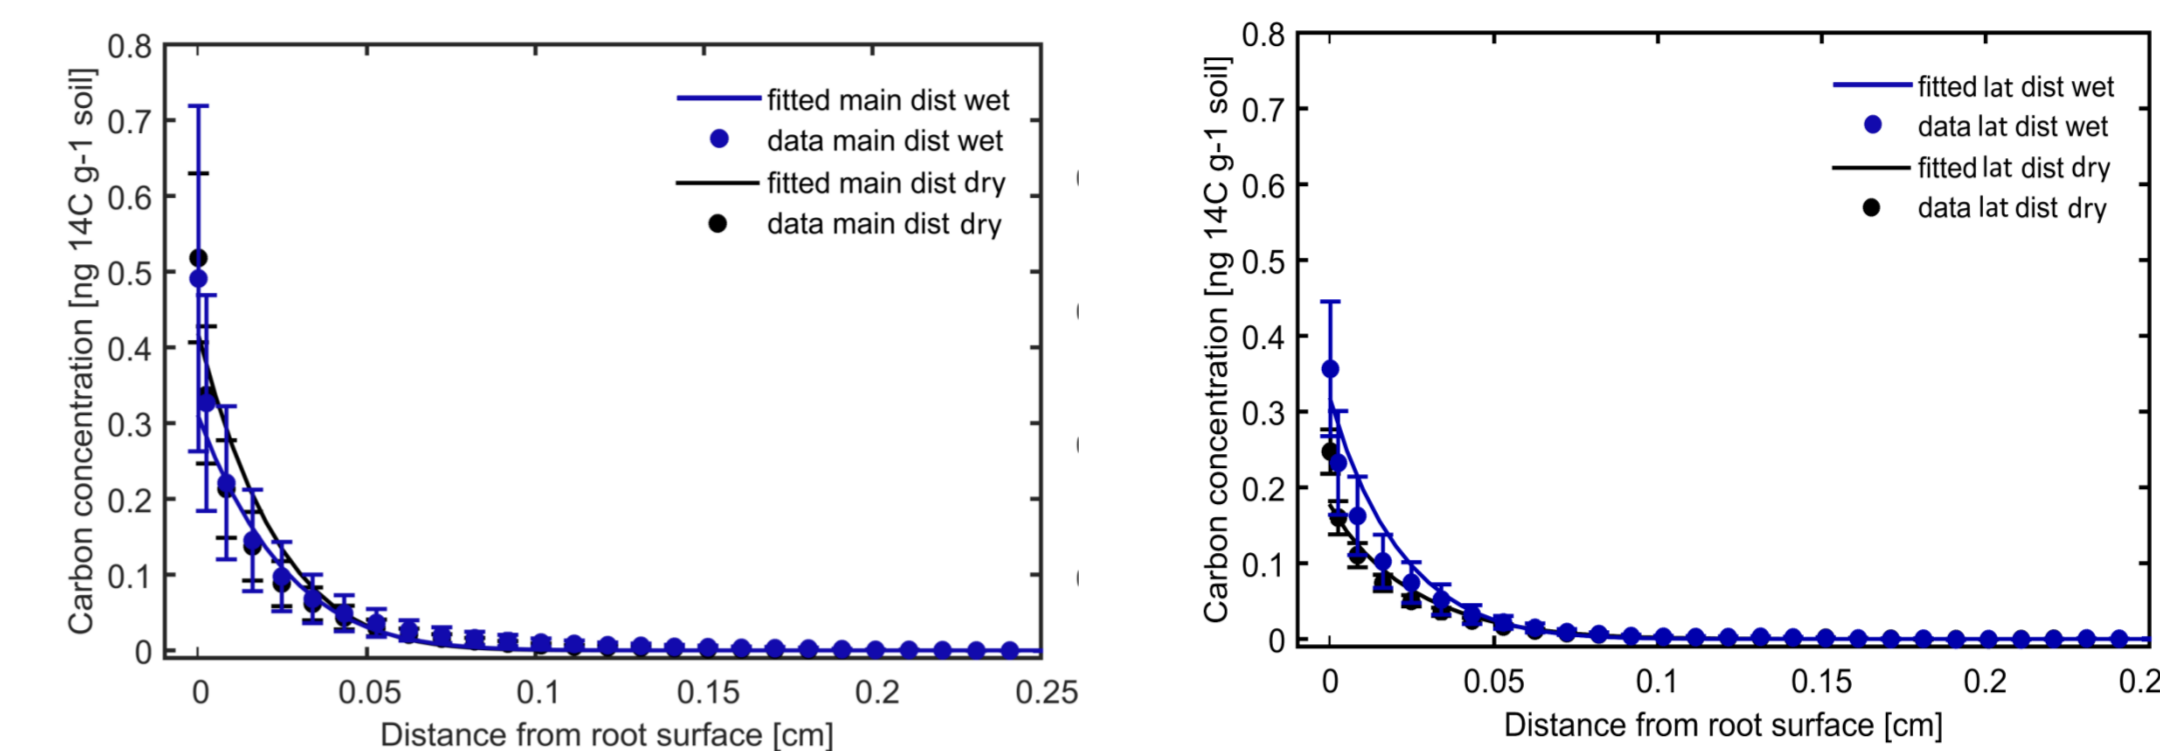 0.8
0.7
0.6
0.5
0.4
0.3
0.2
0.1
0
Carbon concentration [ng 14C g-1 soil]
fitted main dist wet
data main dist wet
fitted main dist dry
data main dist dry
0 0.05 0.1 0.15 0.2 0.25
Distance from root surface [cm]
0.8
0.7
0.6
0.5
0.4
0.3
0.2
0.1
0
Carbon concentration [ng 14C g-1 soil]
fitted lat dist wet
data lat dist wet
fitted lat dist dry
data lat dist dry
0 0.05 0.1 0.15 0.2 0.2
Distance from root surface [cm]